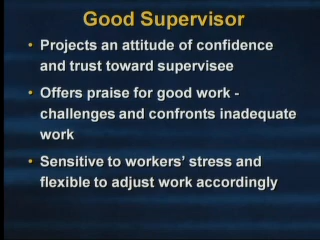 Good Supervisor
• Projects an attitude of confidence
and trust toward supervisee
• Offers praise for good work -
challenges and confronts inadequate
work
• Sensitive to workers' stress and
flexible to adjust work accordingly